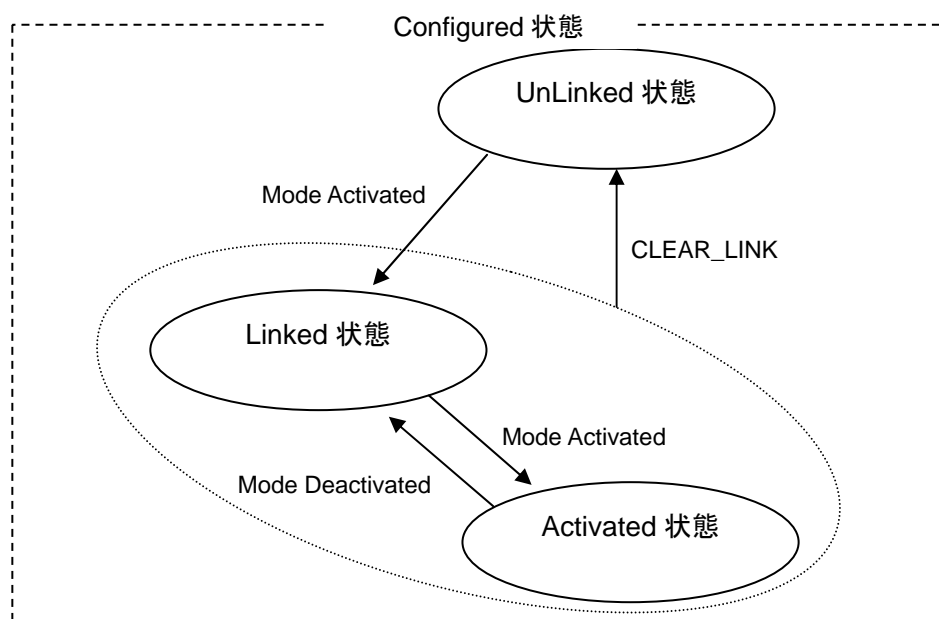 Configured 状態
UnLinked 状態
Mode Activated
CLEAR_LINK
Linked 状態
Mode Activated
Mode Deactivated
Activated 状態